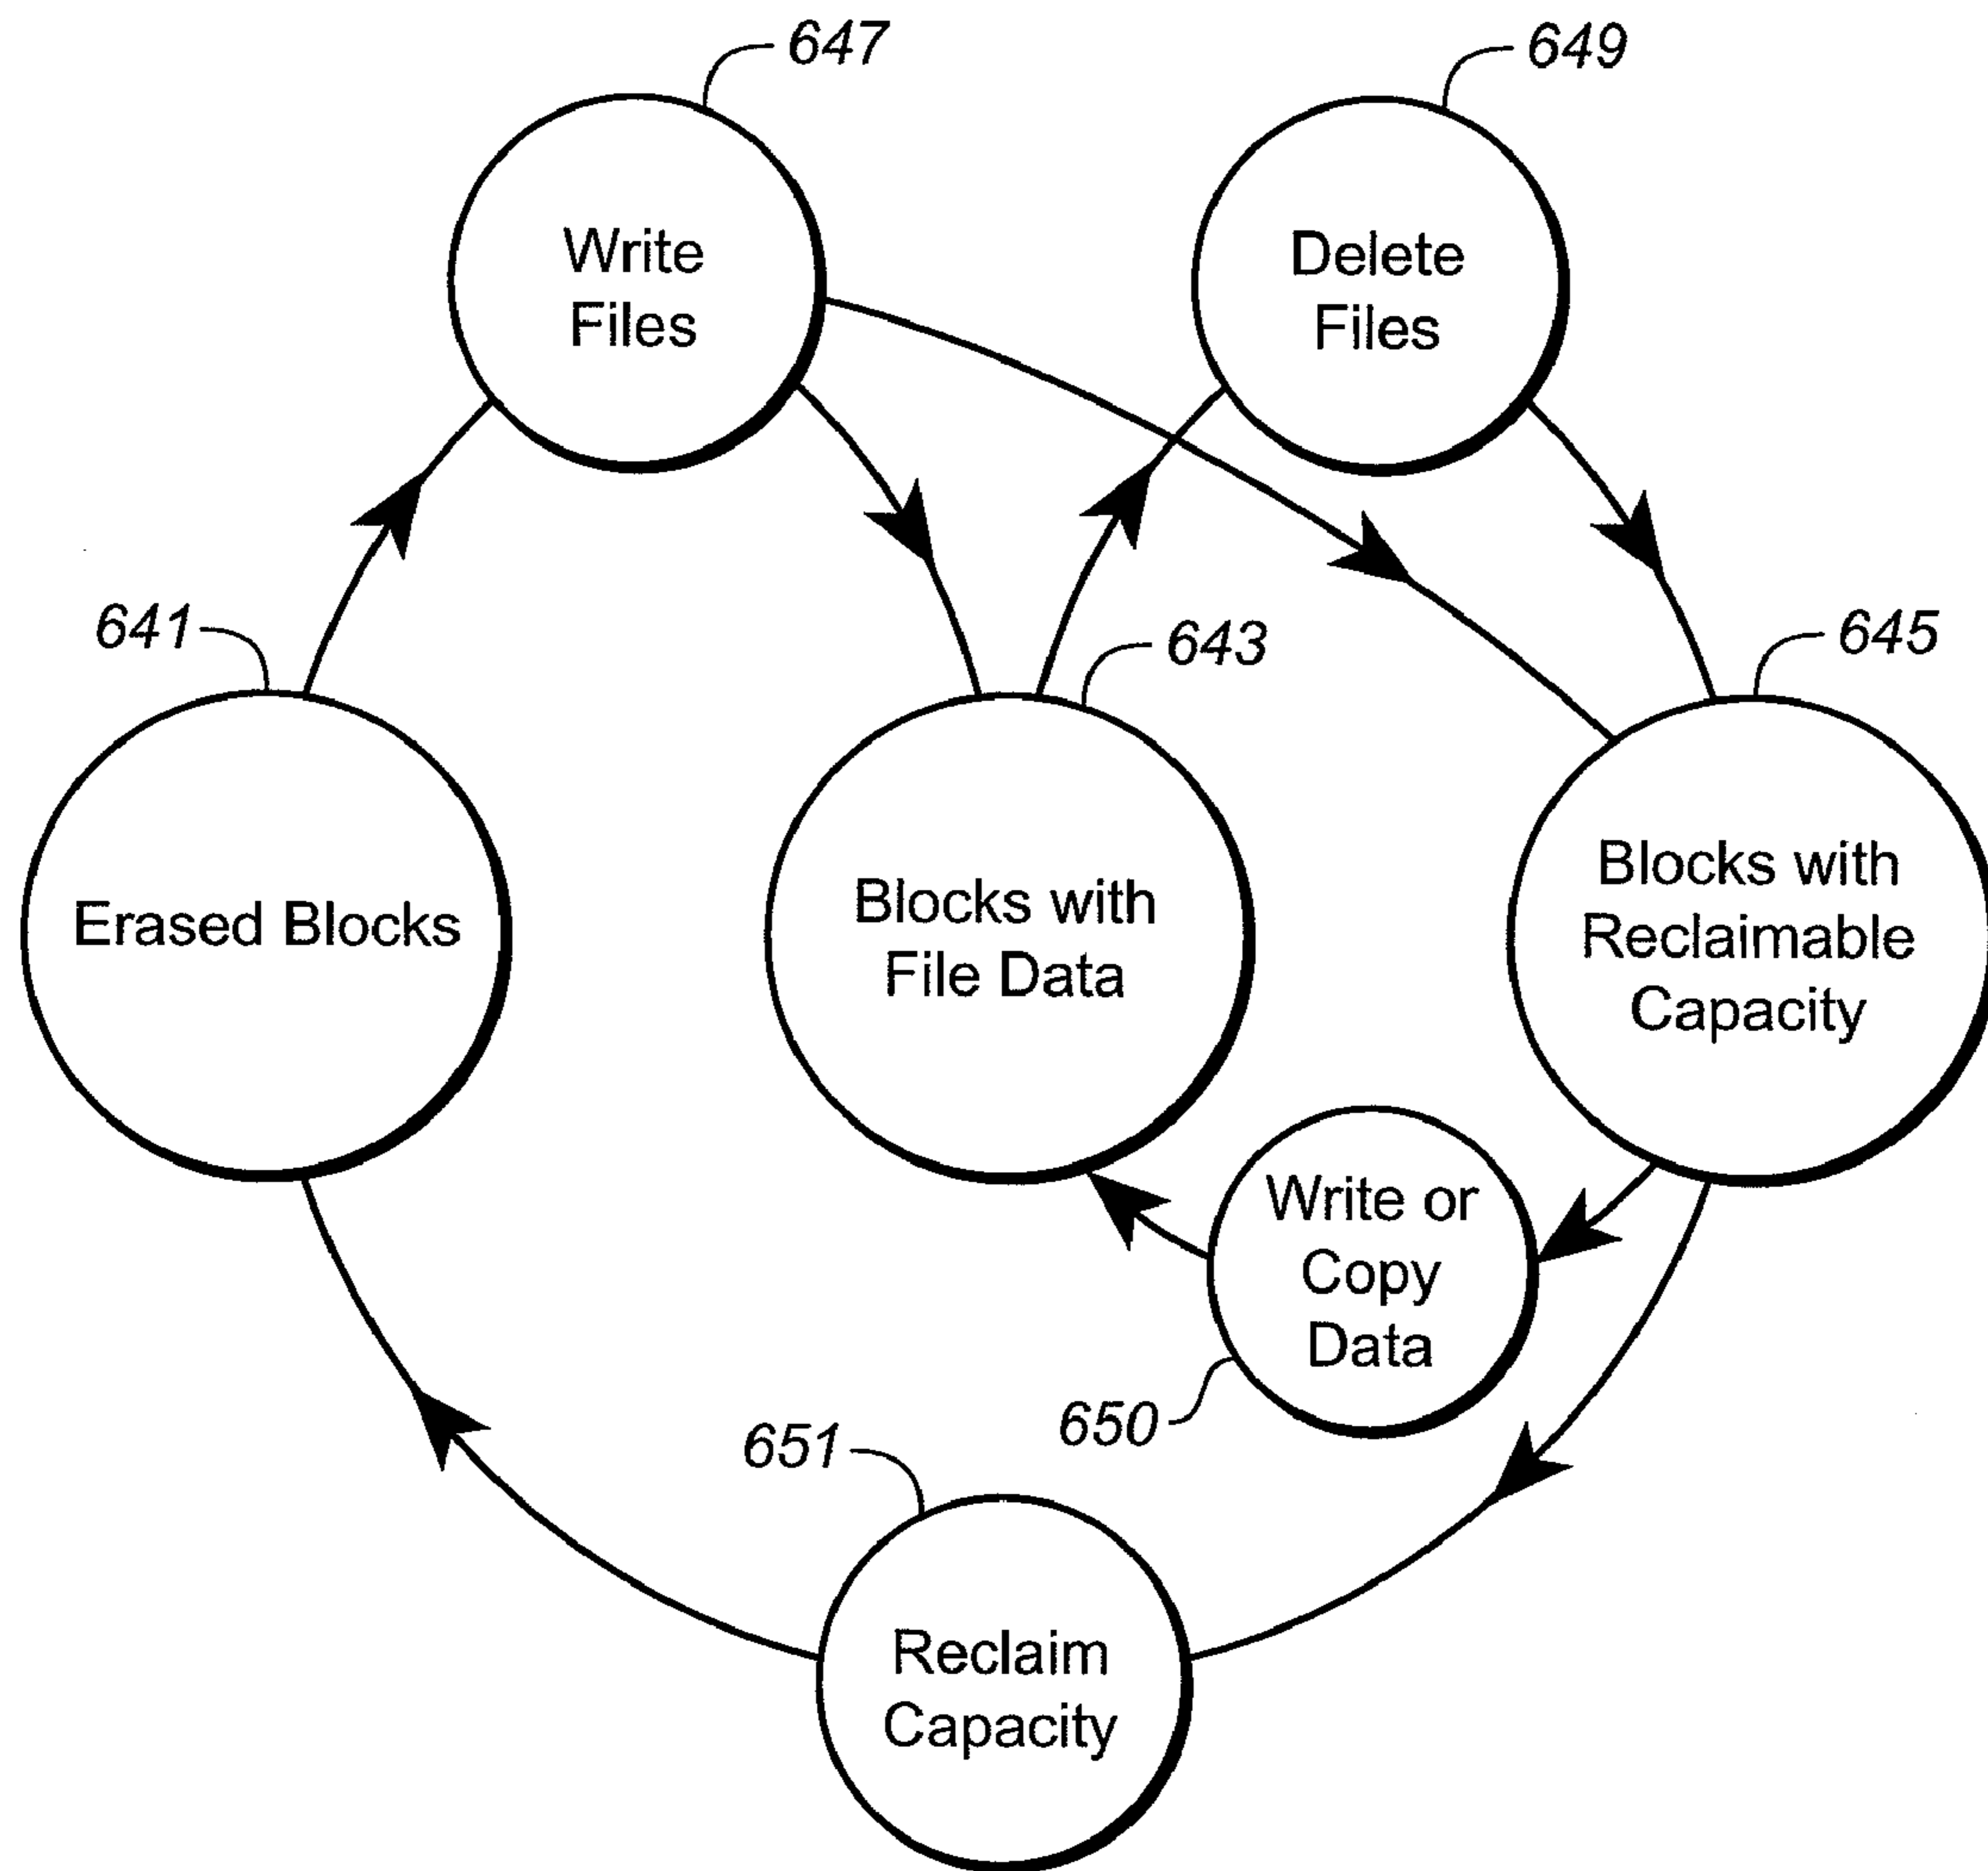 647
649
Write
Files
Delete
Files
641
643
645
Erased Blocks
Blocks with
File Data
Blocks with
Reclaimable
Capacity
Write or
Copy
Data
650
651
Reclaim
Capacity